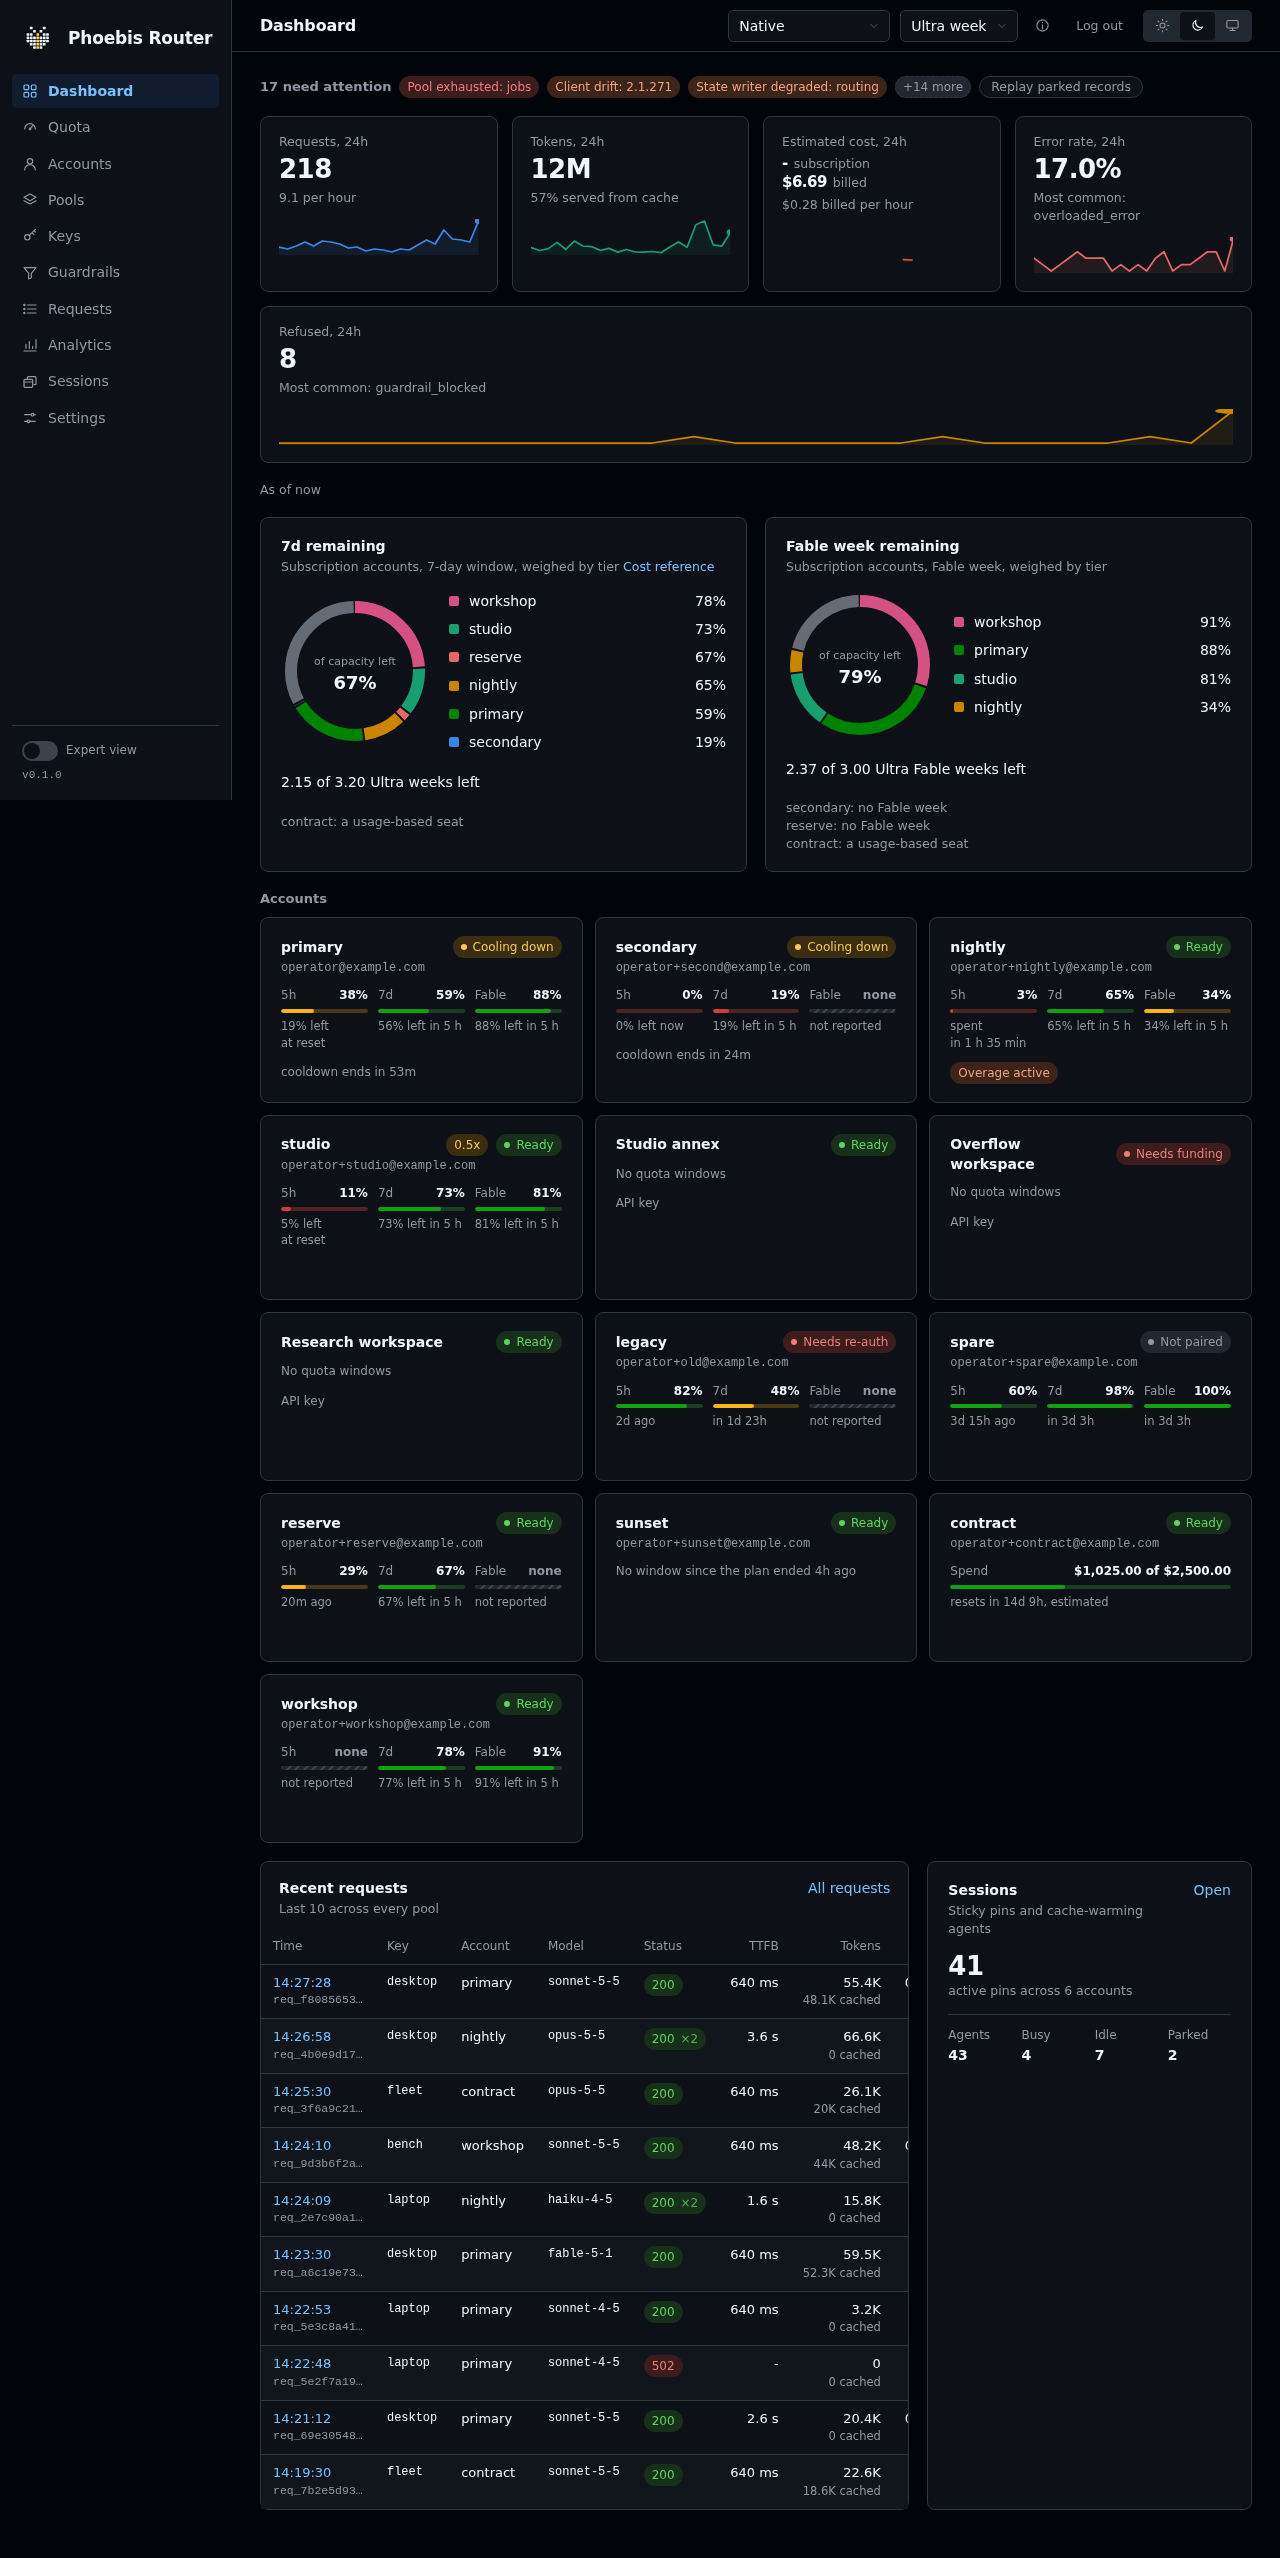 Phoebis Router
Dashboard
Quota
Accounts
Pools
Keys
Guardrails
Requests
Analytics
Sessions
Settings
Expert view
v0.1.0
Dashboard
Native
Ultra week
Log out
17 need attention
Pool exhausted: jobs
Client drift: 2.1.271
State writer degraded: routing
+14 more
Replay parked records
Requests, 24h
218
9.1 per hour
Tokens, 24h
12M
57% served from cache
Estimated cost, 24h
- subscription
$6.69 billed
$0.28 billed per hour
Error rate, 24h
17.0%
Most common:
overloaded_error
Refused, 24h
8
Most common: guardrail_blocked
As of now
7d remaining
Subscription accounts, 7-day window, weighed by tier Cost reference
of capacity left
67%
workshop 78%
studio 73%
reserve 67%
nightly 65%
primary 59%
secondary 19%
2.15 of 3.20 Ultra weeks left
contract: a usage-based seat
Fable week remaining
Subscription accounts, Fable week, weighed by tier
of capacity left
79%
workshop 91%
primary 88%
studio 81%
nightly 34%
2.37 of 3.00 Ultra Fable weeks left
secondary: no Fable week
reserve: no Fable week
contract: a usage-based seat
Accounts
primary Cooling down
operator@example.com
5h 38% 7d 59% Fable 88%
19% left 56% left in 5 h 88% left in 5 h
at reset
cooldown ends in 53m
secondary Cooling down
operator+second@example.com
5h 0% 7d 19% Fable none
0% left now 19% left in 5 h not reported
cooldown ends in 24m
nightly Ready
operator+nightly@example.com
5h 3% 7d 65% Fable 34%
spent 65% left in 5 h 34% left in 5 h
in 1 h 35 min
Overage active
studio 0.5x Ready
operator+studio@example.com
5h 11% 7d 73% Fable 81%
5% left 73% left in 5 h 81% left in 5 h
at reset
Studio annex Ready
No quota windows
API key
Overflow
workspace Needs funding
No quota windows
API key
Research workspace Ready
No quota windows
API key
legacy Needs re-auth
operator+old@example.com
5h 82% 7d 48% Fable none
2d ago in 1d 23h not reported
spare Not paired
operator+spare@example.com
5h 60% 7d 98% Fable 100%
3d 15h ago in 3d 3h in 3d 3h
reserve Ready
operator+reserve@example.com
5h 29% 7d 67% Fable none
20m ago 67% left in 5 h not reported
sunset Ready
operator+sunset@example.com
No window since the plan ended 4h ago
contract Ready
operator+contract@example.com
Spend $1,025.00 of $2,500.00
resets in 14d 9h, estimated
workshop Ready
operator+workshop@example.com
5h none 7d 78% Fable 91%
not reported 77% left in 5 h 91% left in 5 h
Recent requests All requests
Last 10 across every pool
Time Key Account Model Status TTFB Tokens
14:27:28 desktop primary sonnet-5-5 200 640 ms 55.4K
req_f8085653… 48.1K cached
14:26:58 desktop nightly opus-5-5 200 ×2 3.6 s 66.6K
req_4b0e9d17… 0 cached
14:25:30 fleet contract opus-5-5 200 640 ms 26.1K
req_3f6a9c21… 20K cached
14:24:10 bench workshop sonnet-5-5 200 640 ms 48.2K
req_9d3b6f2a… 44K cached
14:24:09 laptop nightly haiku-4-5 200 ×2 1.6 s 15.8K
req_2e7c90a1… 0 cached
14:23:30 desktop primary fable-5-1 200 640 ms 59.5K
req_a6c19e73… 52.3K cached
14:22:53 laptop primary sonnet-4-5 200 640 ms 3.2K
req_5e3c8a41… 0 cached
14:22:48 laptop primary sonnet-4-5 502 - 0
req_5e2f7a19… 0 cached
14:21:12 desktop primary sonnet-5-5 200 2.6 s 20.4K
req_69e30548… 0 cached
14:19:30 fleet contract sonnet-5-5 200 640 ms 22.6K
req_7b2e5d93… 18.6K cached
Sessions Open
Sticky pins and cache-warming
agents
41
active pins across 6 accounts
Agents Busy Idle Parked
43 4 7 2